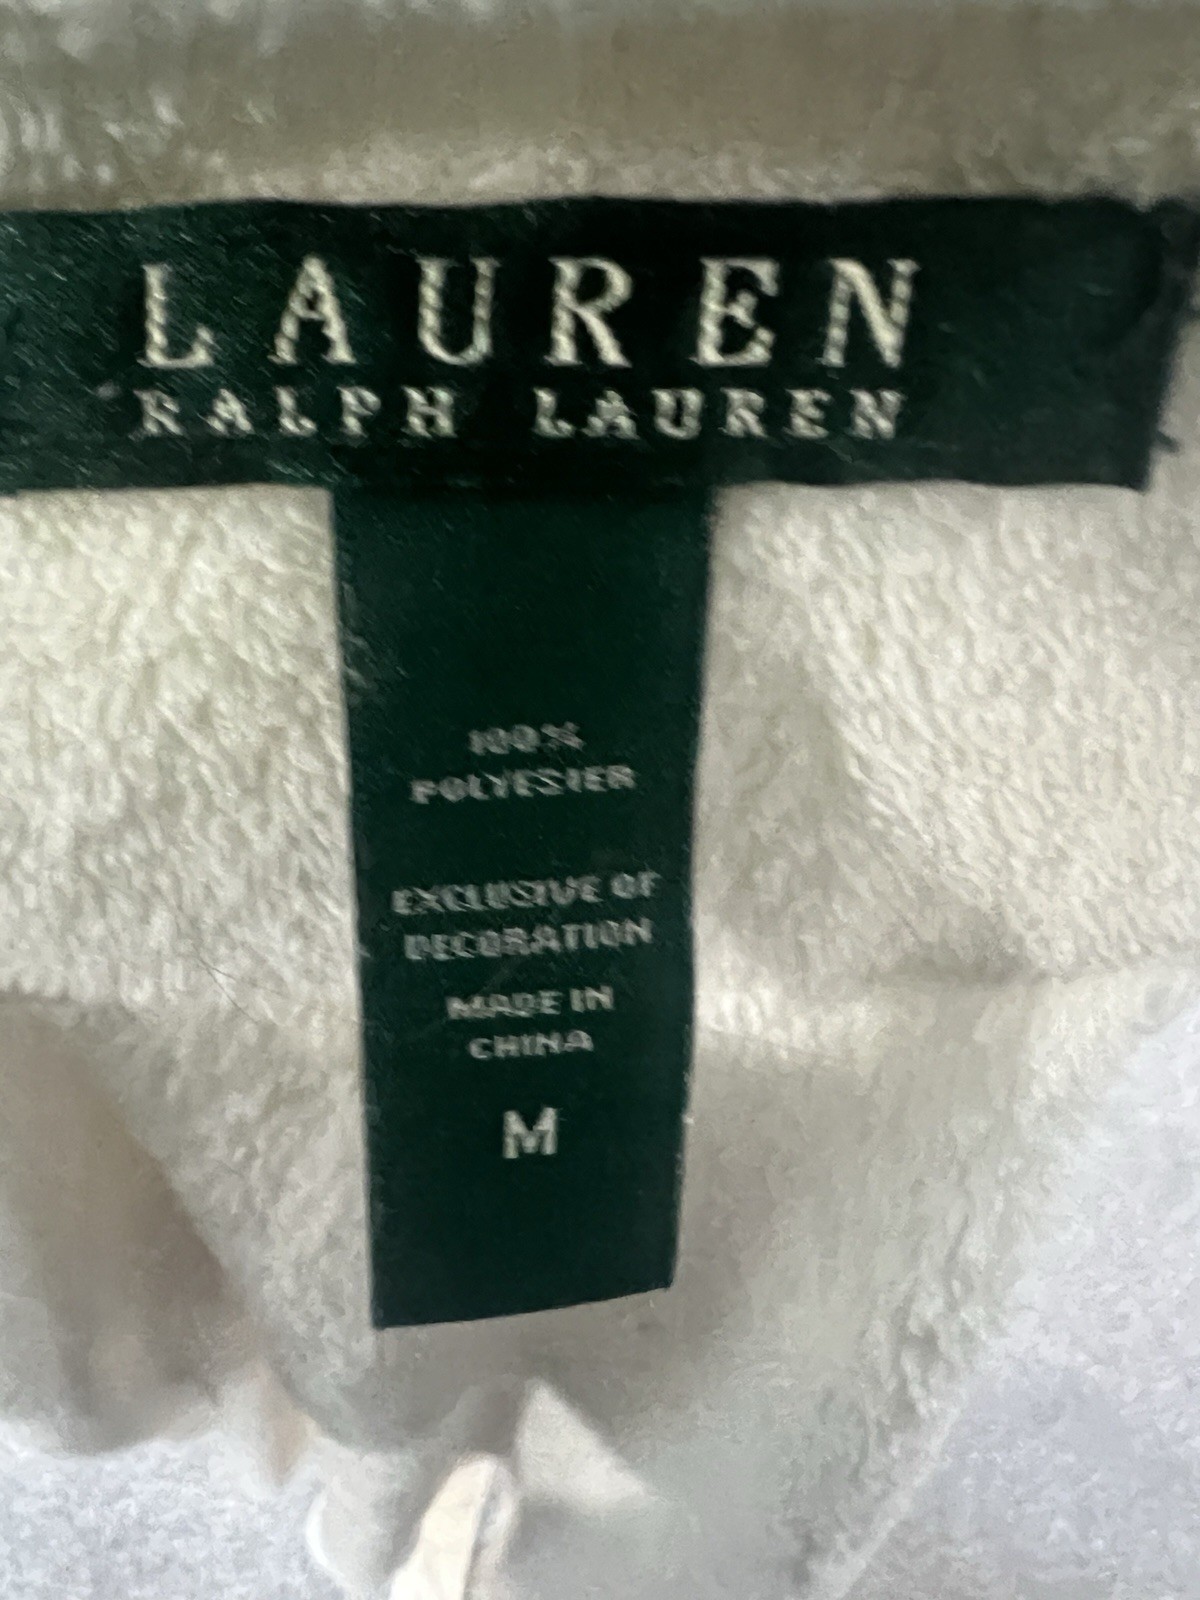 LAUREN
RALPH LAUREN
100%
POLYESTER
EXCLUSIVE OF
DECORATION
MADE IN
CHINA
M